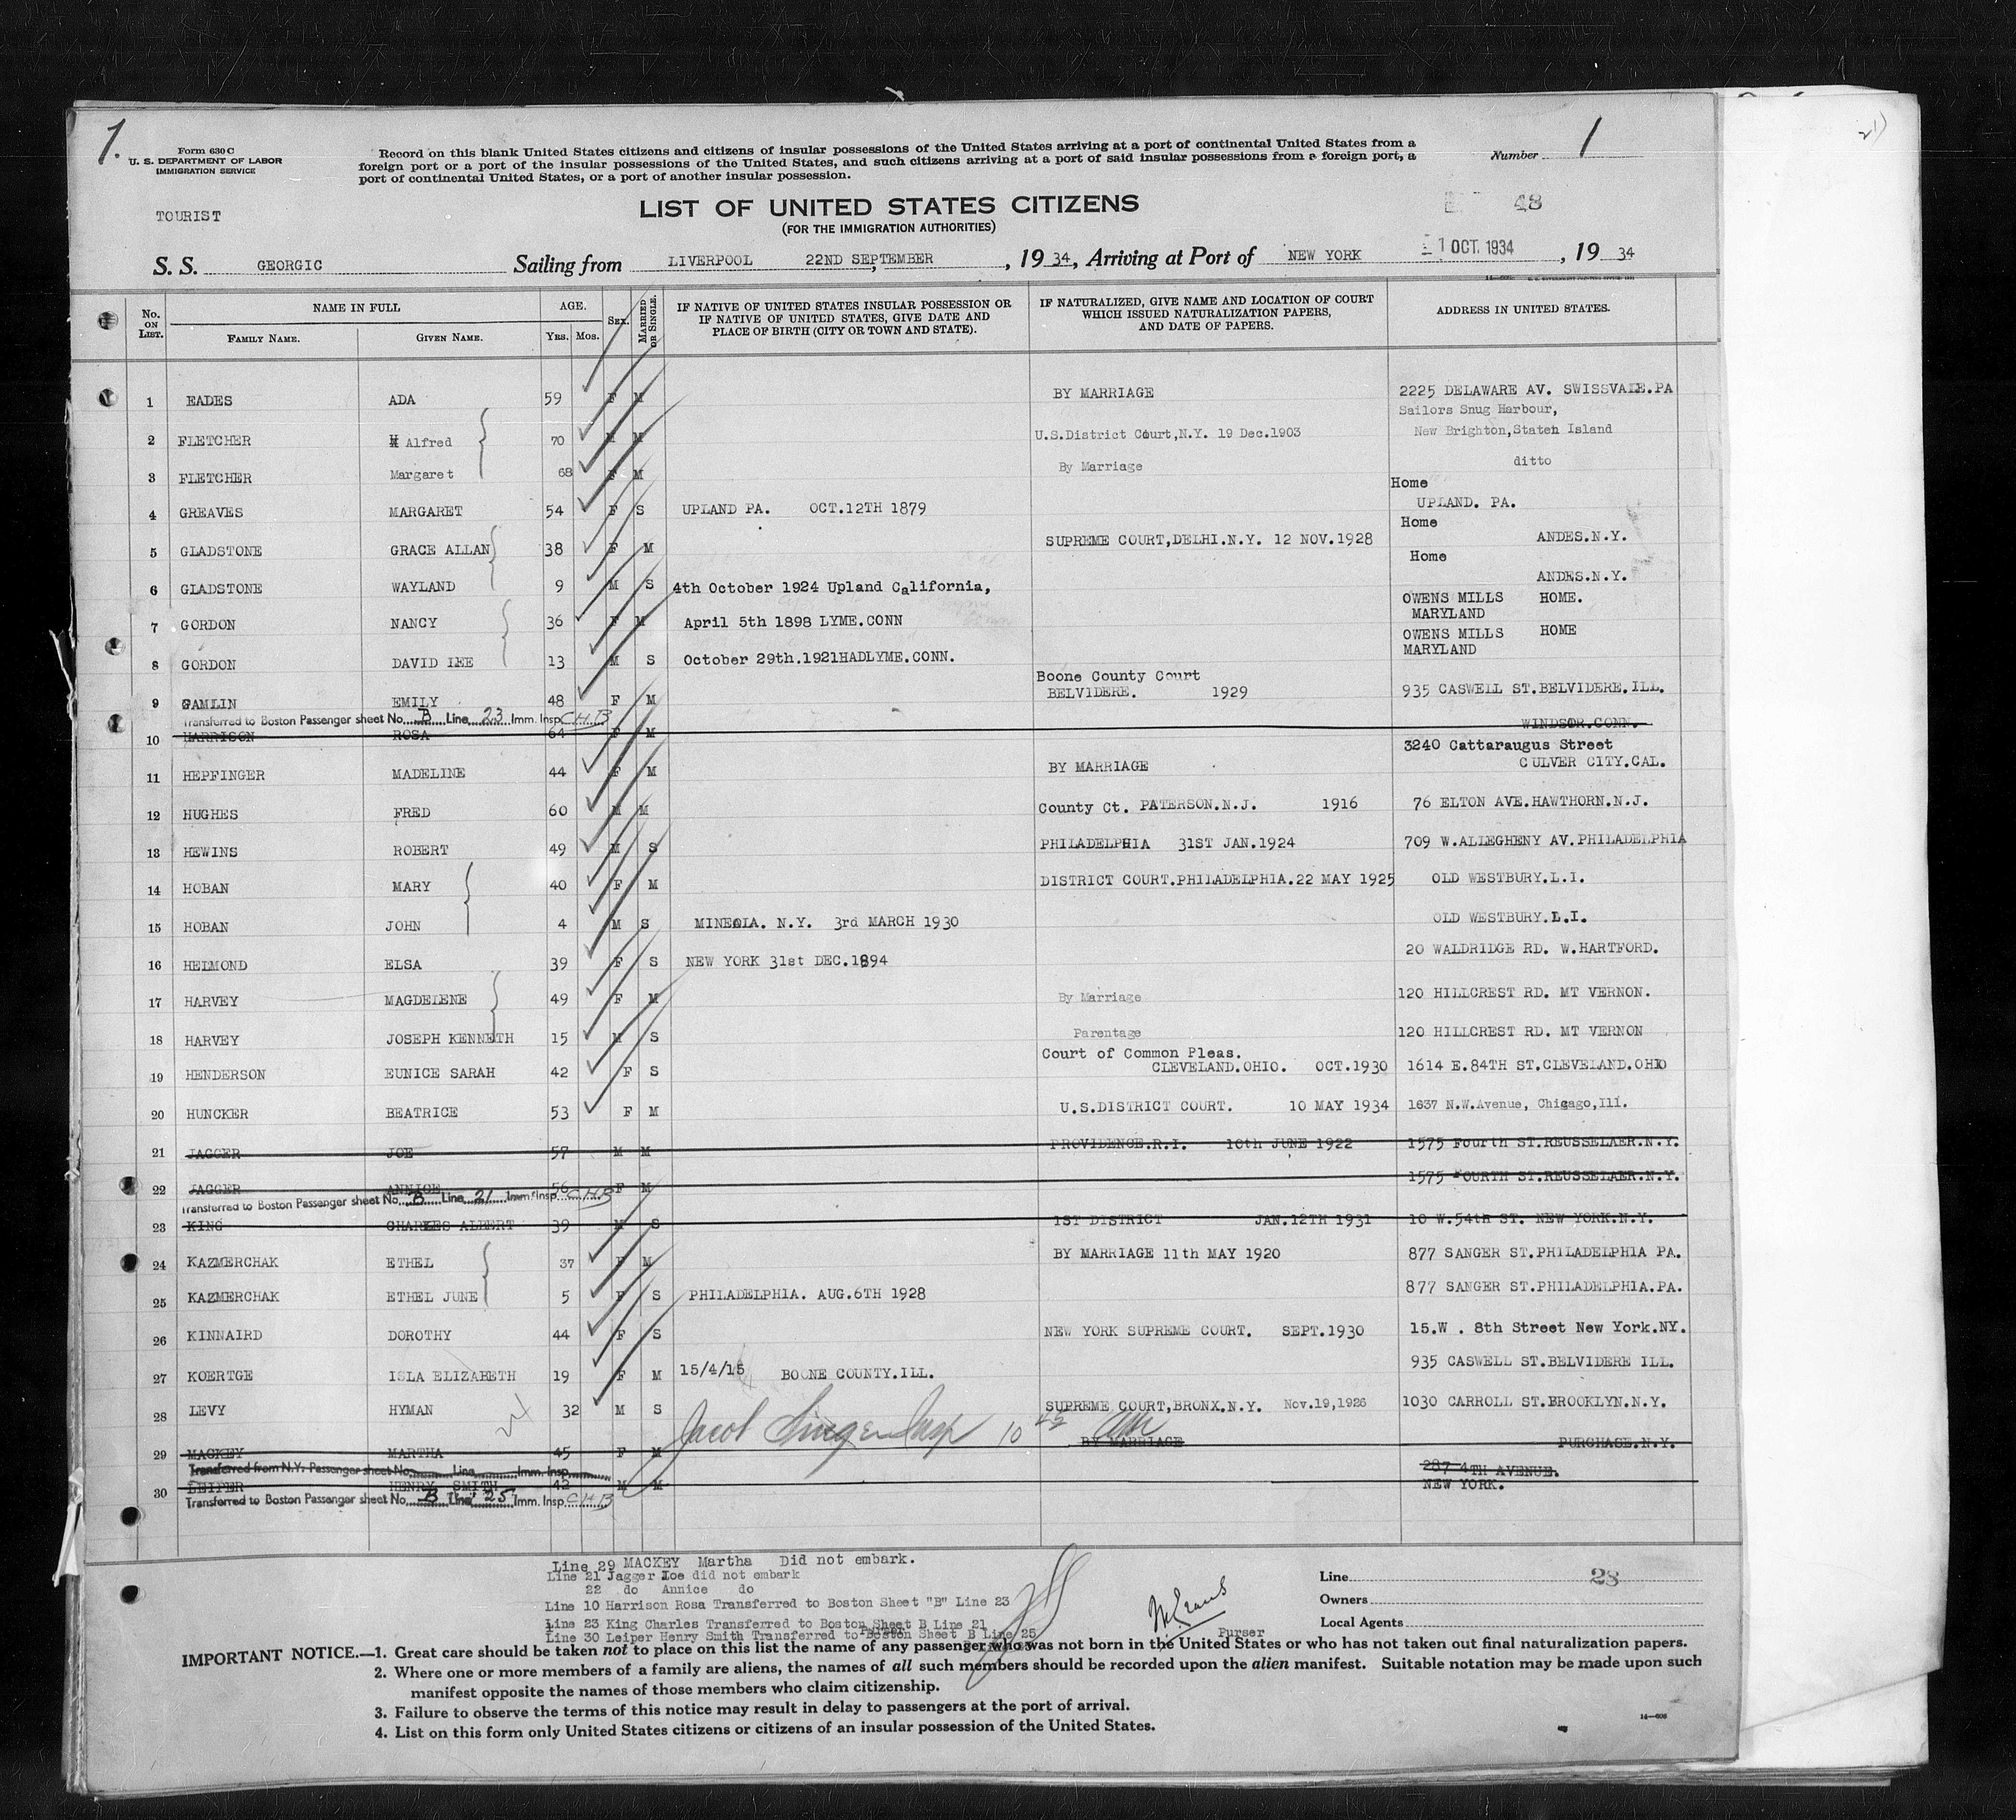 1.
Form 630 C
U. S. DEPARTMENT OF LABOR
IMMIGRATION SERVICE
Record on this blank United States citizens and citizens of insular possessions of the United States arriving at a port of continental United States from a
foreign port or a port of the insular possessions of the United States, and such citizens arriving at a port of said insular possessions from a foreign port, a
port of continental United States, or a port of another insular possession.
Number 1
TOURIST
LIST OF UNITED STATES CITIZENS
(FOR THE IMMIGRATION AUTHORITIES)
48
S. S. GEORGIC Sailing from LIVERPOOL 22ND SEPTEMBER, 1934, Arriving at Port of NEW YORK 1 OCT. 1934, 1934
No. ON LIST. NAME IN FULL AGE. SEX. MARRIED OR SINGLE. IF NATIVE OF UNITED STATES INSULAR POSSESSION OR IF NATIVE OF UNITED STATES, GIVE DATE AND PLACE OF BIRTH (CITY OR TOWN AND STATE). IF NATURALIZED, GIVE NAME AND LOCATION OF COURT WHICH ISSUED NATURALIZATION PAPERS, AND DATE OF PAPERS. ADDRESS IN UNITED STATES.
FAMILY NAME. GIVEN NAME. YRS. MOS.
1 EADES ADA 59 F M BY MARRIAGE 2225 DELAWARE AV. SWISSVALE.PA
Sailors Snug Harbour,
2 FLETCHER H Alfred 70 M M U.S.District Court,N.Y. 19 Dec.1903 New Brighton,Staten Island
3 FLETCHER Margaret 68 F M By Marriage ditto
Home
4 GREAVES MARGARET 54 F S UPLAND PA. OCT.12TH 1879 UPLAND. PA.
Home
5 GLADSTONE GRACE ALLAN 38 F M SUPREME COURT,DELHI.N.Y. 12 NOV.1928 ANDES.N.Y.
Home
6 GLADSTONE WAYLAND 9 M S 4th October 1924 Upland California, ANDES.N.Y.
OWENS MILLS HOME.
7 GORDON NANCY 36 F M April 5th 1898 LYME.CONN MARYLAND
OWENS MILLS HOME
8 GORDON DAVID LEE 13 M S October 29th.1921HADLYME.CONN. MARYLAND
Boone County Court
9 GAMLIN EMILY 48 F M BELVIDERE. 1929 935 CASWELL ST.BELVIDERE.ILL.
Transferred to Boston Passenger sheet No. B Line 23 Imm. Insp. C.H.B
10 HARRISON ROSA 64 F M WINDSOR.CONN.
3240 Cattaraugus Street
11 HEPFINGER MADELINE 44 F M BY MARRIAGE CULVER CITY.CAL.
12 HUGHES FRED 60 M M County Ct. PATERSON.N.J. 1916 76 ELTON AVE.HAWTHORN.N.J.
13 HEWINS ROBERT 49 M S PHILADELPHIA 31ST JAN.1924 709 W.ALLEGHENY AV.PHILADELPHIA
14 HOBAN MARY 40 F M DISTRICT COURT.PHILADELPHIA.22 MAY 1925 OLD WESTBURY.L.I.
15 HOBAN JOHN 4 M S MINEOLA. N.Y. 3rd MARCH 1930 OLD WESTBURY.L.I.
16 HELMOND ELSA 39 F S NEW YORK 31st DEC.1894 20 WALDRIDGE RD. W.HARTFORD.
17 HARVEY MAGDELENE 49 F M By Marriage 120 HILLCREST RD. MT VERNON.
18 HARVEY JOSEPH KENNETH 15 M S Parentage 120 HILLCREST RD. MT VERNON
Court of Common Pleas.
19 HENDERSON EUNICE SARAH 42 F S CLEVELAND.OHIO. OCT.1930 1614 E.84TH ST.CLEVELAND.OHIO
20 HUNCKER BEATRICE 53 F M U.S.DISTRICT COURT. 10 MAY 1934 1637 N.W.Avenue, Chicago,Ill.
21 JAGGER JOE 57 M M PROVIDENCE.R.I. 10th JUNE 1922 1575 Fourth ST.REUSSELAER.N.Y.
22 JAGGER ANNICE 56 F M 1575 FOURTH ST.REUSSELAER.N.Y.
Transferred to Boston Passenger sheet No. B Line 21 Imm. Insp. C.H.B
23 KING CHARLES ALBERT 39 M S 1ST DISTRICT JAN.12TH 1931 10 W.54th ST. NEW YORK.N.Y.
24 KAZMERCHAK ETHEL 37 F M BY MARRIAGE 11th MAY 1920 877 SANGER ST.PHILADELPHIA PA.
25 KAZMERCHAK ETHEL JUNE 5 F S PHILADELPHIA. AUG.6TH 1928 877 SANGER ST.PHILADELPHIA.PA.
26 KINNAIRD DOROTHY 44 F S NEW YORK SUPREME COURT. SEPT.1930 15.W . 8th Street New York.NY.
27 KOERTGE ISLA ELIZABETH 19 F M 15/4/15 BOONE COUNTY.ILL. 935 CASWELL ST.BELVIDERE ILL.
28 LEVY HYMAN 32 M S SUPREME COURT,BRONX.N.Y. Nov.19,1926 1030 CARROLL ST.BROOKLYN.N.Y.
Jacob Singer Insp 10 45 AM
29 MACKEY MARTHA 45 F M BY MARRIAGE PURCHASE.N.Y.
Transferred from N.Y. Passenger sheet No. Line Imm. Insp.
287 4TH AVENUE.
30 LEIPER HENRY SMITH 42 M M NEW YORK.
Transferred to Boston Passenger sheet No. B Line 25 Imm. Insp. C.H.B
Line 29 MACKEY Martha Did not embark.
Line 21 Jagger Joe did not embark
22 do Annice do
Line 10 Harrison Rosa Transferred to Boston Sheet "B" Line 23
Line 23 King Charles Transferred to Boston Sheet B Line 21
Line 30 Leiper Henry Smith Transferred to Boston Sheet B Line 25
Purser
Line 28
Owners
Local Agents
IMPORTANT NOTICE.—1. Great care should be taken not to place on this list the name of any passenger who was not born in the United States or who has not taken out final naturalization papers.
2. Where one or more members of a family are aliens, the names of all such members should be recorded upon the alien manifest. Suitable notation may be made upon such
manifest opposite the names of those members who claim citizenship.
3. Failure to observe the terms of this notice may result in delay to passengers at the port of arrival.
4. List on this form only United States citizens or citizens of an insular possession of the United States.
14—606